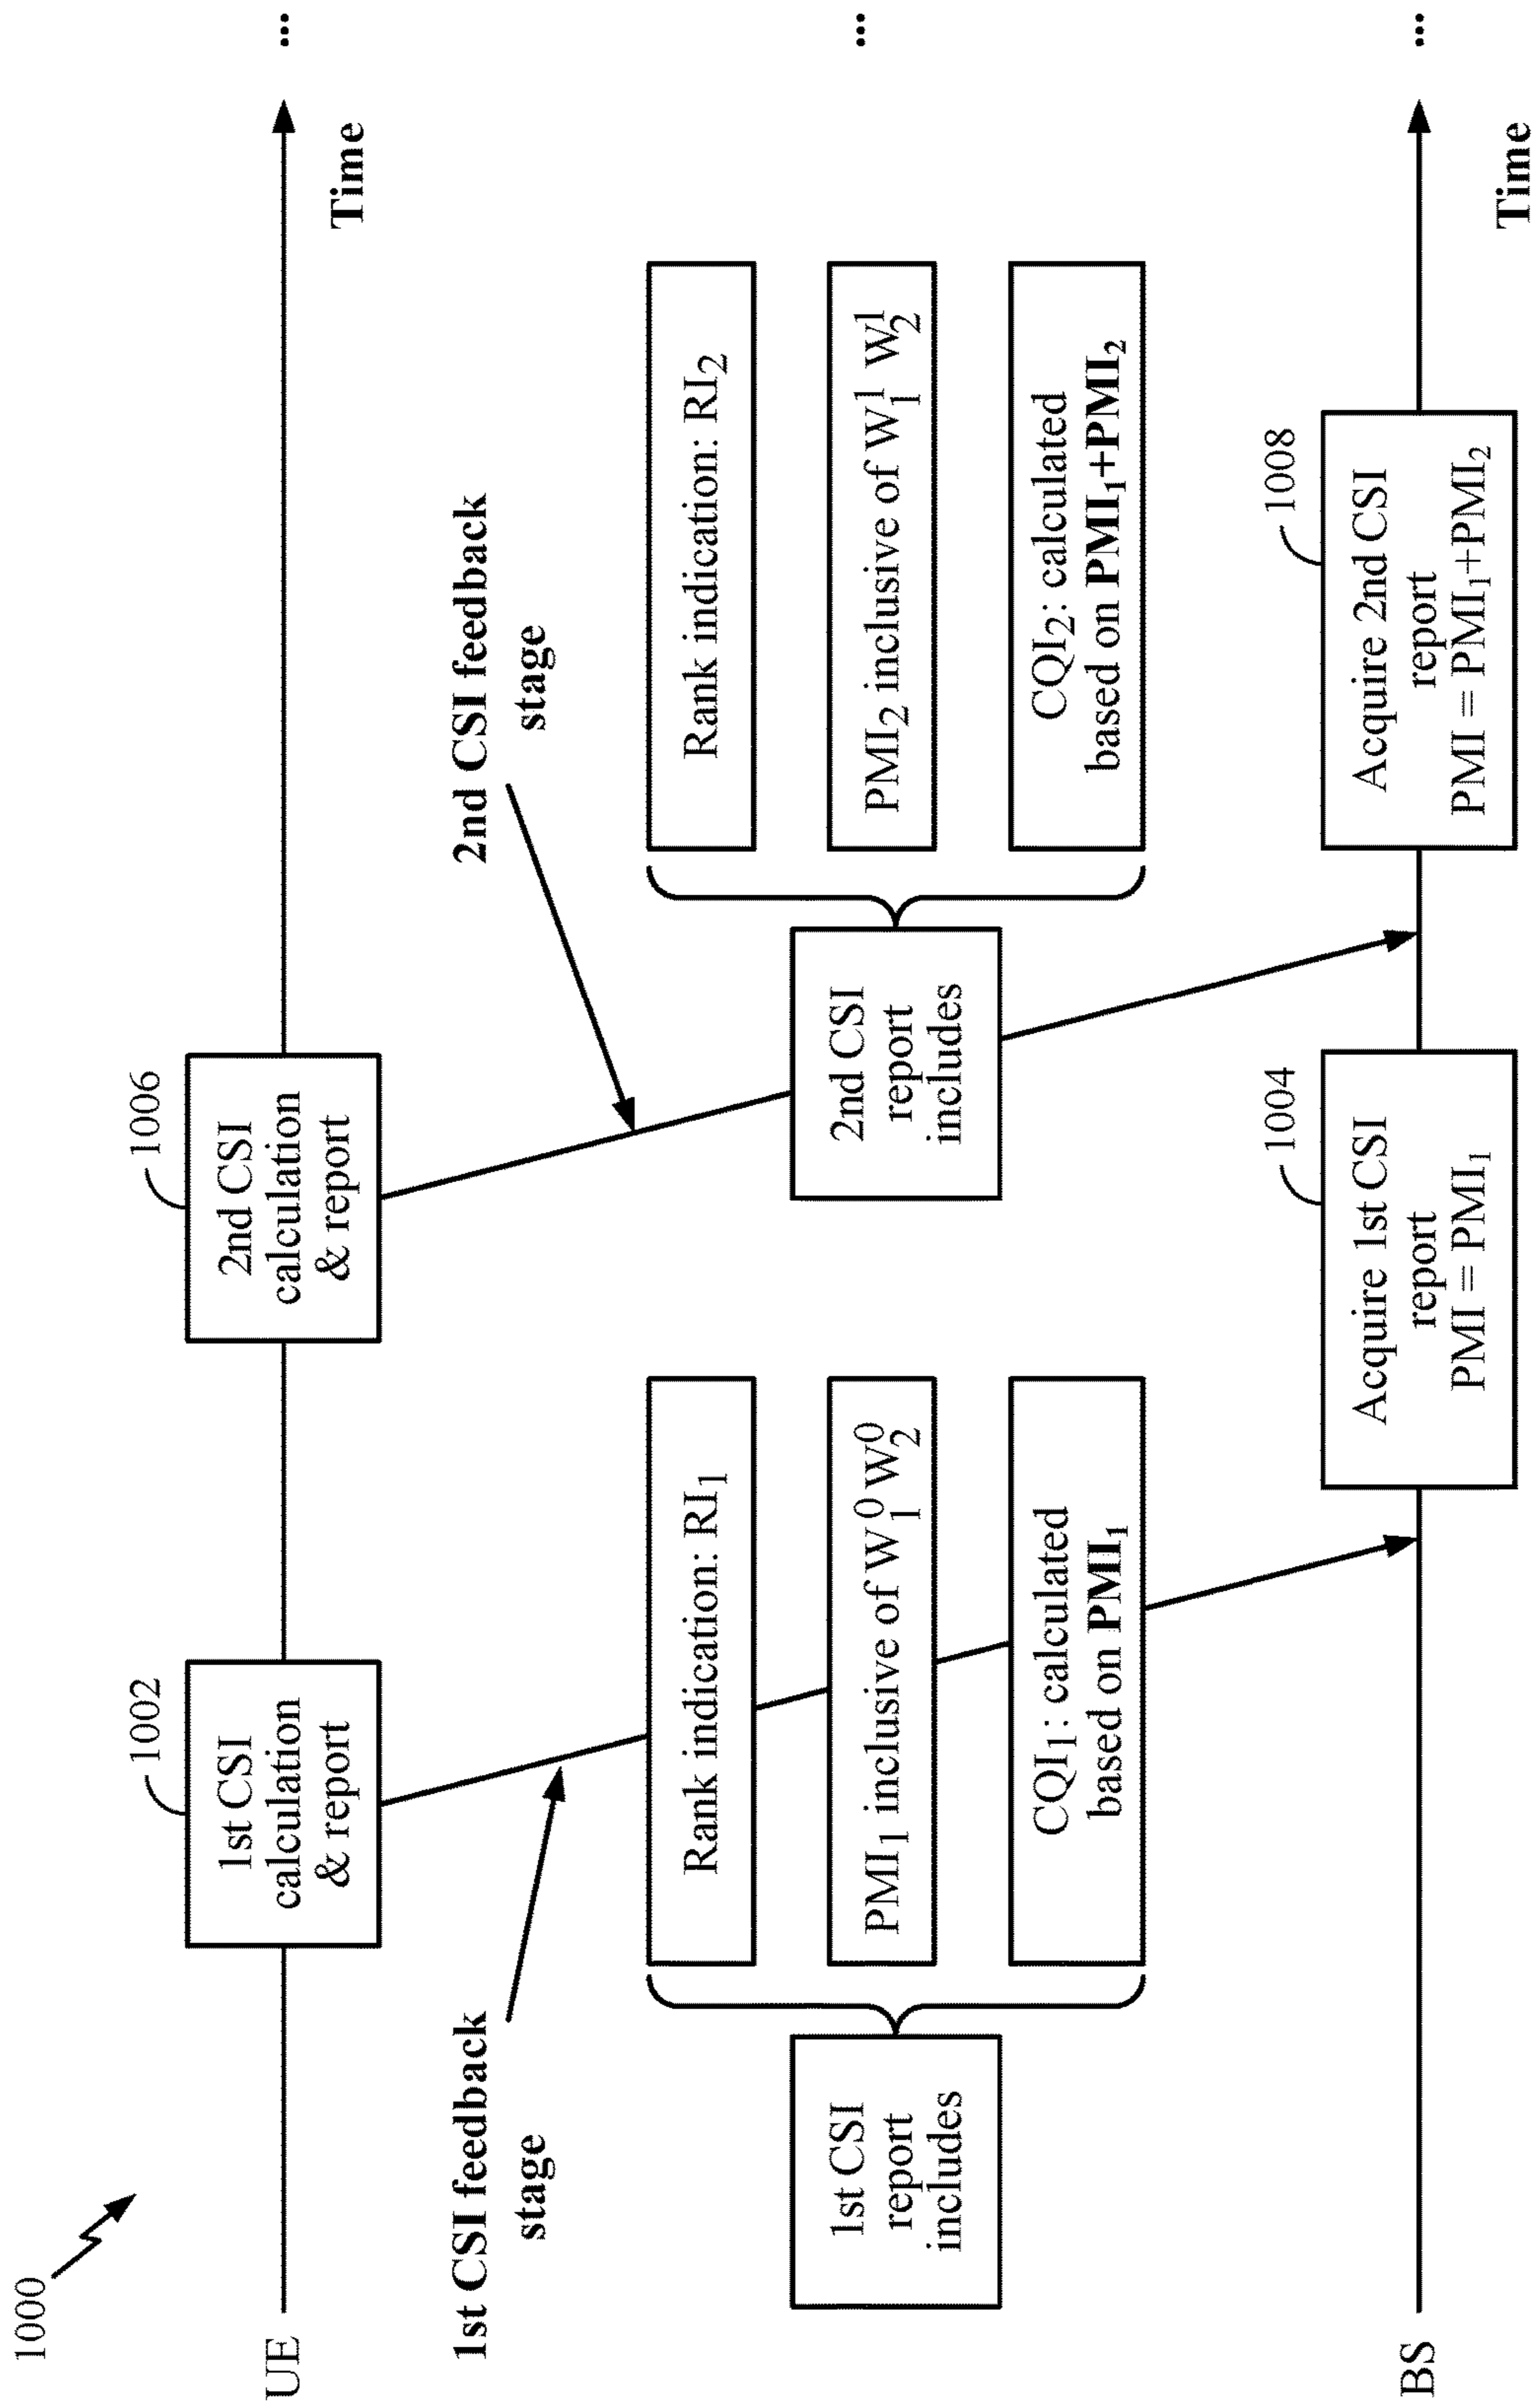 1000
UE
1002
1st CSI
calculation
& report
1006
2nd CSI
calculation
& report
Time
...
1st CSI feedback
stage
2nd CSI feedback
stage
1st CSI
report
includes
Rank indication: RI₁
PMI₁ inclusive of W₁⁰W₂⁰
CQI₁: calculated
based on PMI₁
2nd CSI
report
includes
Rank indication: RI₂
PMI₂ inclusive of W₁¹ W₂¹
CQI₂: calculated
based on PMI₁+PMI₂
...
BS
1004
Acquire 1st CSI
report
PMI = PMI₁
1008
Acquire 2nd CSI
report
PMI = PMI₁+PMI₂
Time
...